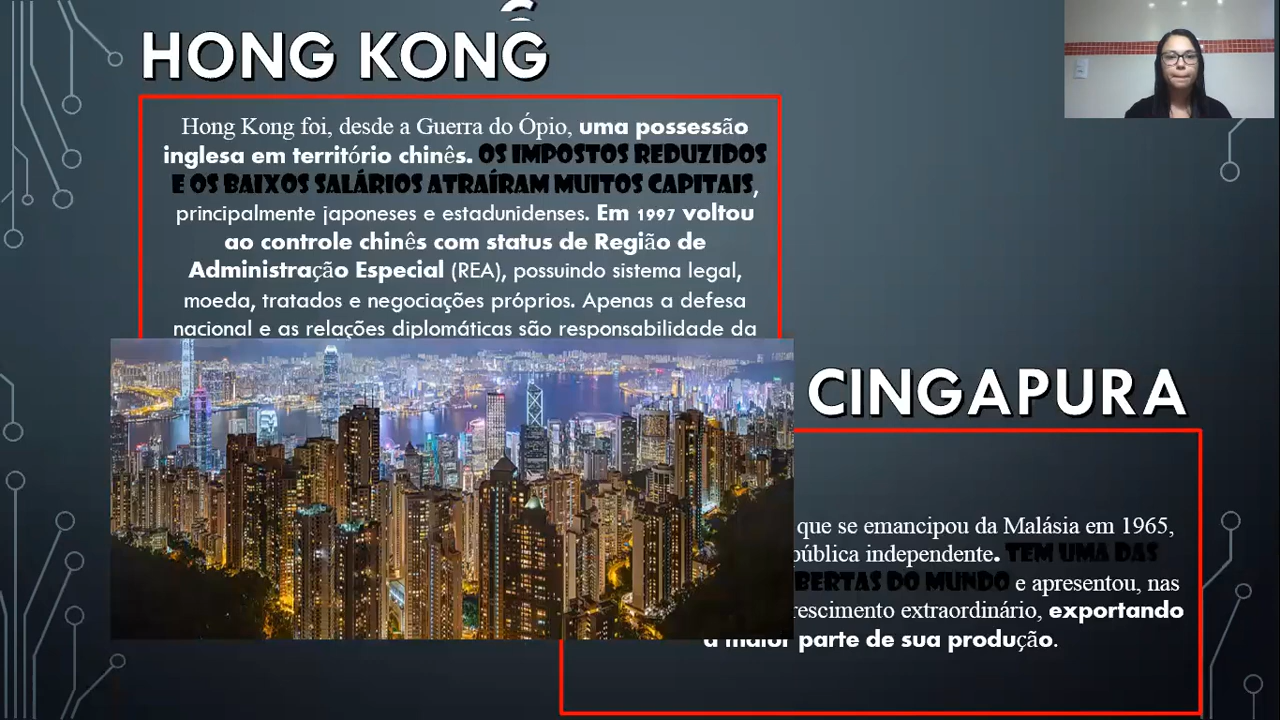 HONG KONG
Hong Kong foi, desde a Guerra do Ópio, uma possessão
inglesa em território chinês. OS IMPOSTOS REDUZIDOS
E OS BAIXOS SALÁRIOS ATRAÍRAM MUITOS CAPITAIS,
principalmente japoneses e estadunidenses. Em 1997 voltou
ao controle chinês com status de Região de
Administração Especial (REA), possuindo sistema legal,
moeda, tratados e negociações próprios. Apenas a defesa
nacional e as relações diplomáticas são responsabilidade da
CINGAPURA
que se emancipou da Malásia em 1965,
pública independente. TEM UMA DAS
BERTAS DO MUNDO e apresentou, nas
rescimento extraordinário, exportando
a maior parte de sua produção.